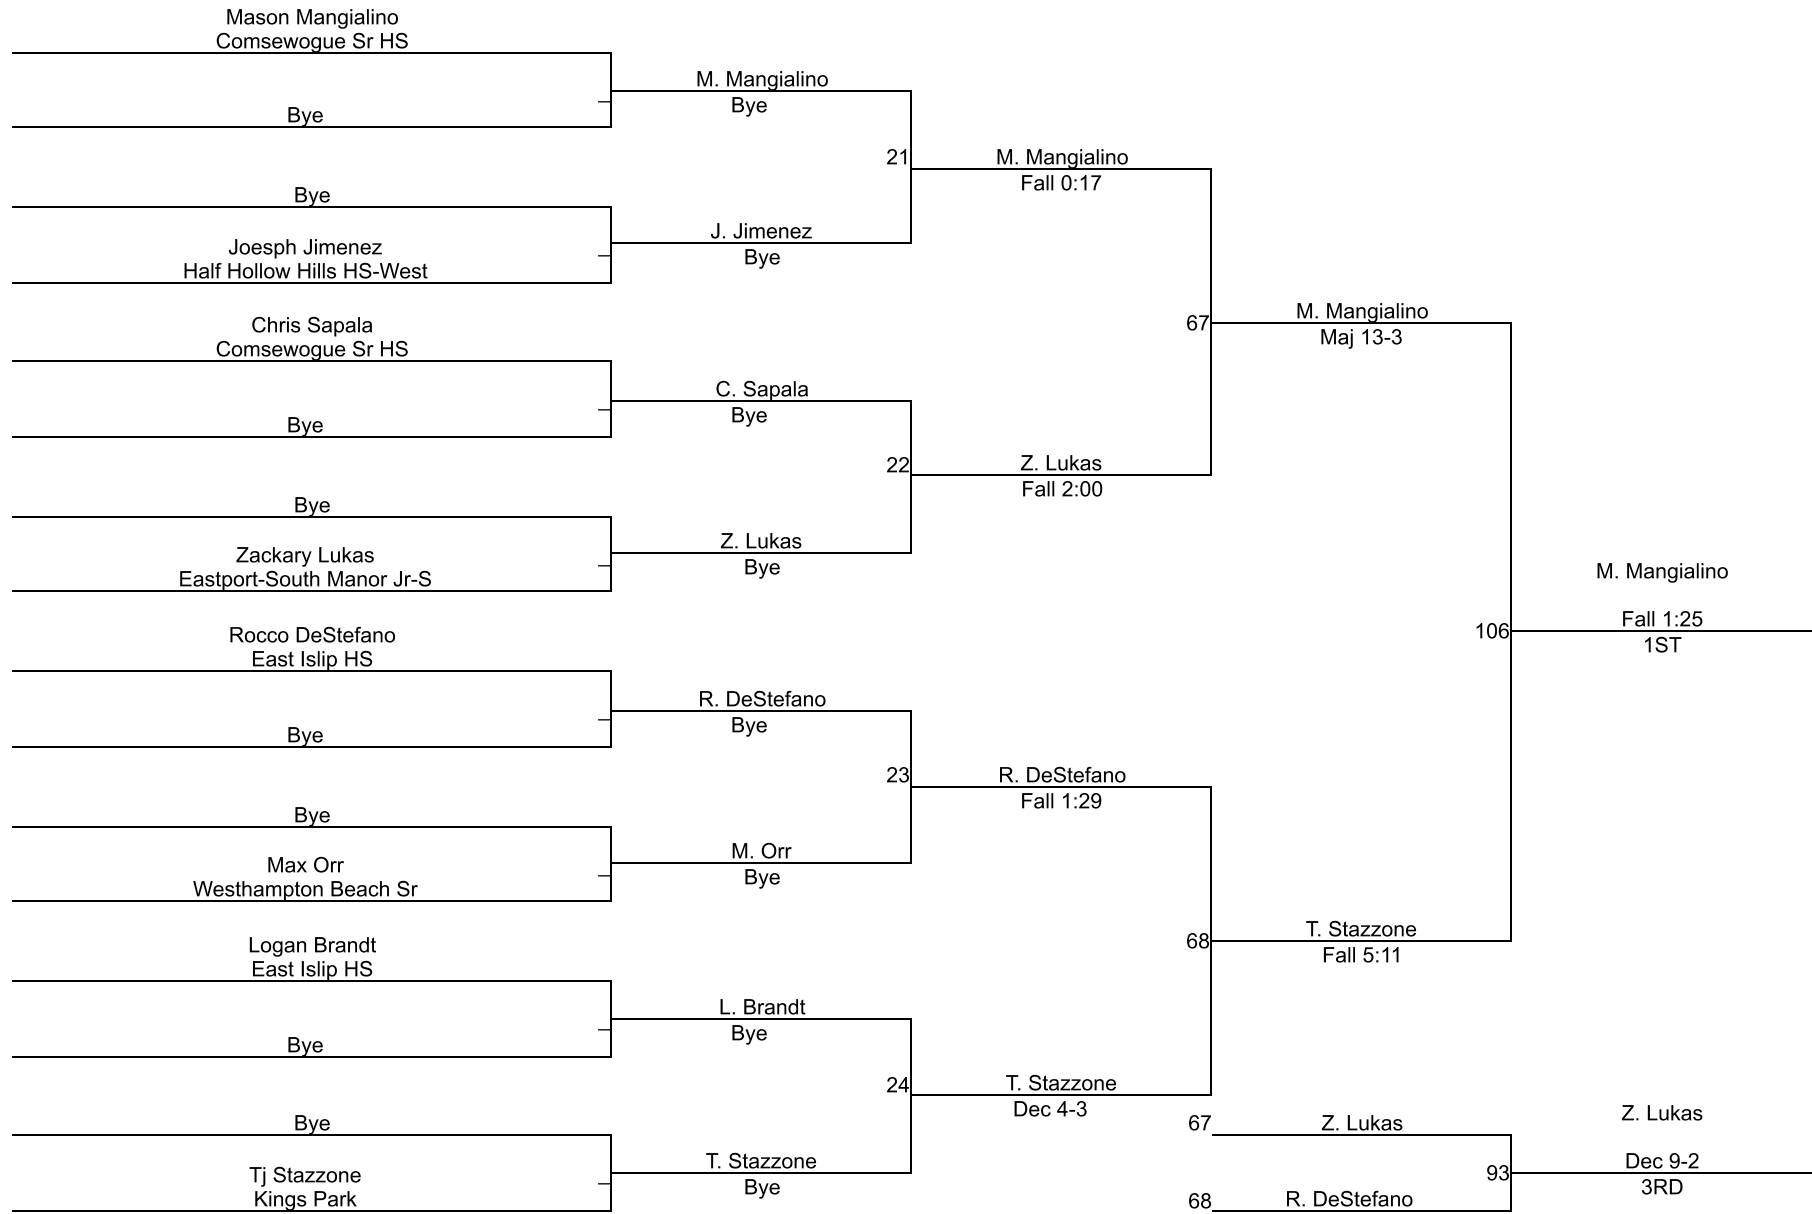 Mason Mangialino
Comsewogue Sr HS
Bye
Bye
Joesph Jimenez
Half Hollow Hills HS-West
Chris Sapala
Comsewogue Sr HS
Bye
Bye
Zackary Lukas
Eastport-South Manor Jr-S
Rocco DeStefano
East Islip HS
Bye
Bye
Max Orr
Westhampton Beach Sr
Logan Brandt
East Islip HS
Bye
Bye
Tj Stazzone
Kings Park
M. Mangialino
Bye
21
J. Jimenez
Bye
C. Sapala
Bye
22
Z. Lukas
Bye
R. DeStefano
Bye
23
M. Orr
Bye
L. Brandt
Bye
24
T. Stazzone
Bye
M. Mangialino
Fall 0:17
67
Z. Lukas
Fall 2:00
R. DeStefano
Fall 1:29
68
T. Stazzone
Dec 4-3
M. Mangialino
Maj 13-3
106
T. Stazzone
Fall 5:11
M. Mangialino
Fall 1:25
1ST
67
Z. Lukas
93
68
R. DeStefano
Z. Lukas
Dec 9-2
3RD